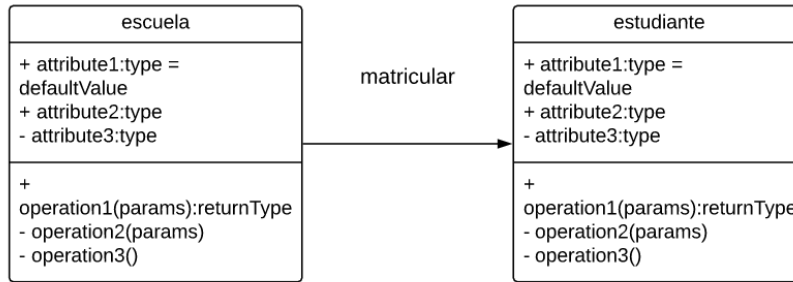 escuela
+ attribute1:type =
defaultValue
+ attribute2:type
- attribute3:type
+
operation1(params):returnType
- operation2(params)
- operation3()
matricular
estudiante
+ attribute1:type =
defaultValue
+ attribute2:type
- attribute3:type
+
operation1(params):returnType
- operation2(params)
- operation3()